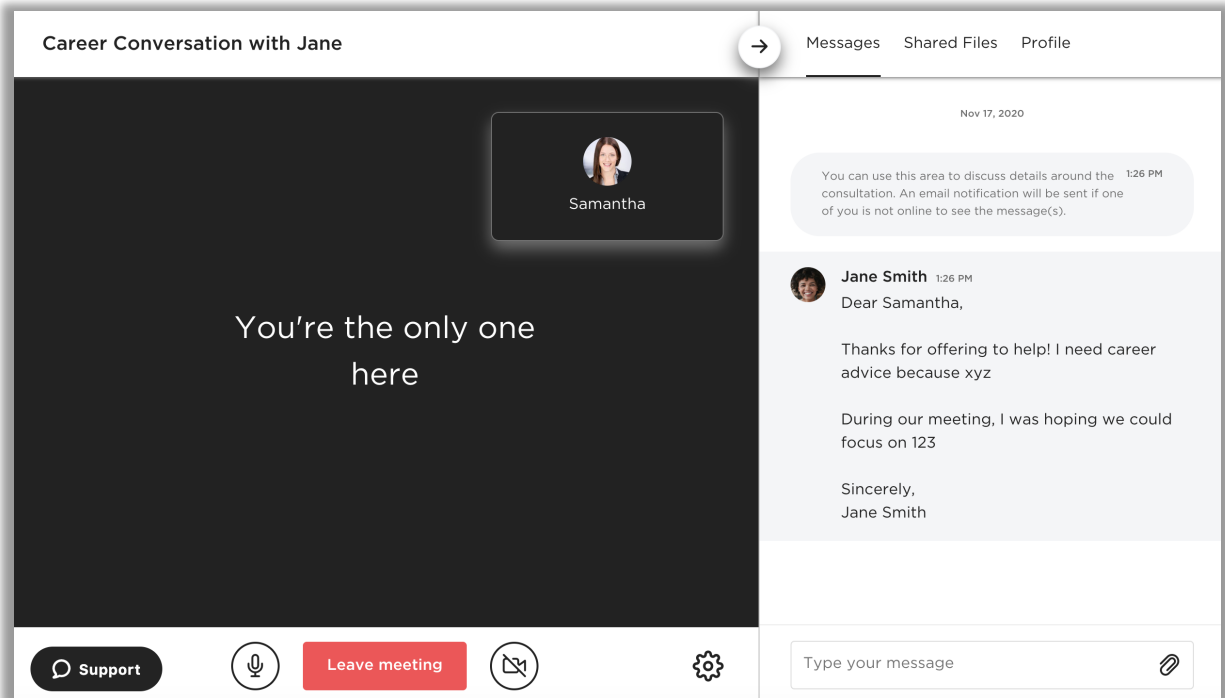 Career Conversation with Jane
Messages Shared Files Profile
Samantha
You're the only one
here
Support
Leave meeting
Nov 17, 2020
You can use this area to discuss details around the 1:26 PM
consultation. An email notification will be sent if one
of you is not online to see the message(s).
Jane Smith 1:26 PM
Dear Samantha,
Thanks for offering to help! I need career
advice because xyz
During our meeting, I was hoping we could
focus on 123
Sincerely,
Jane Smith
Type your message